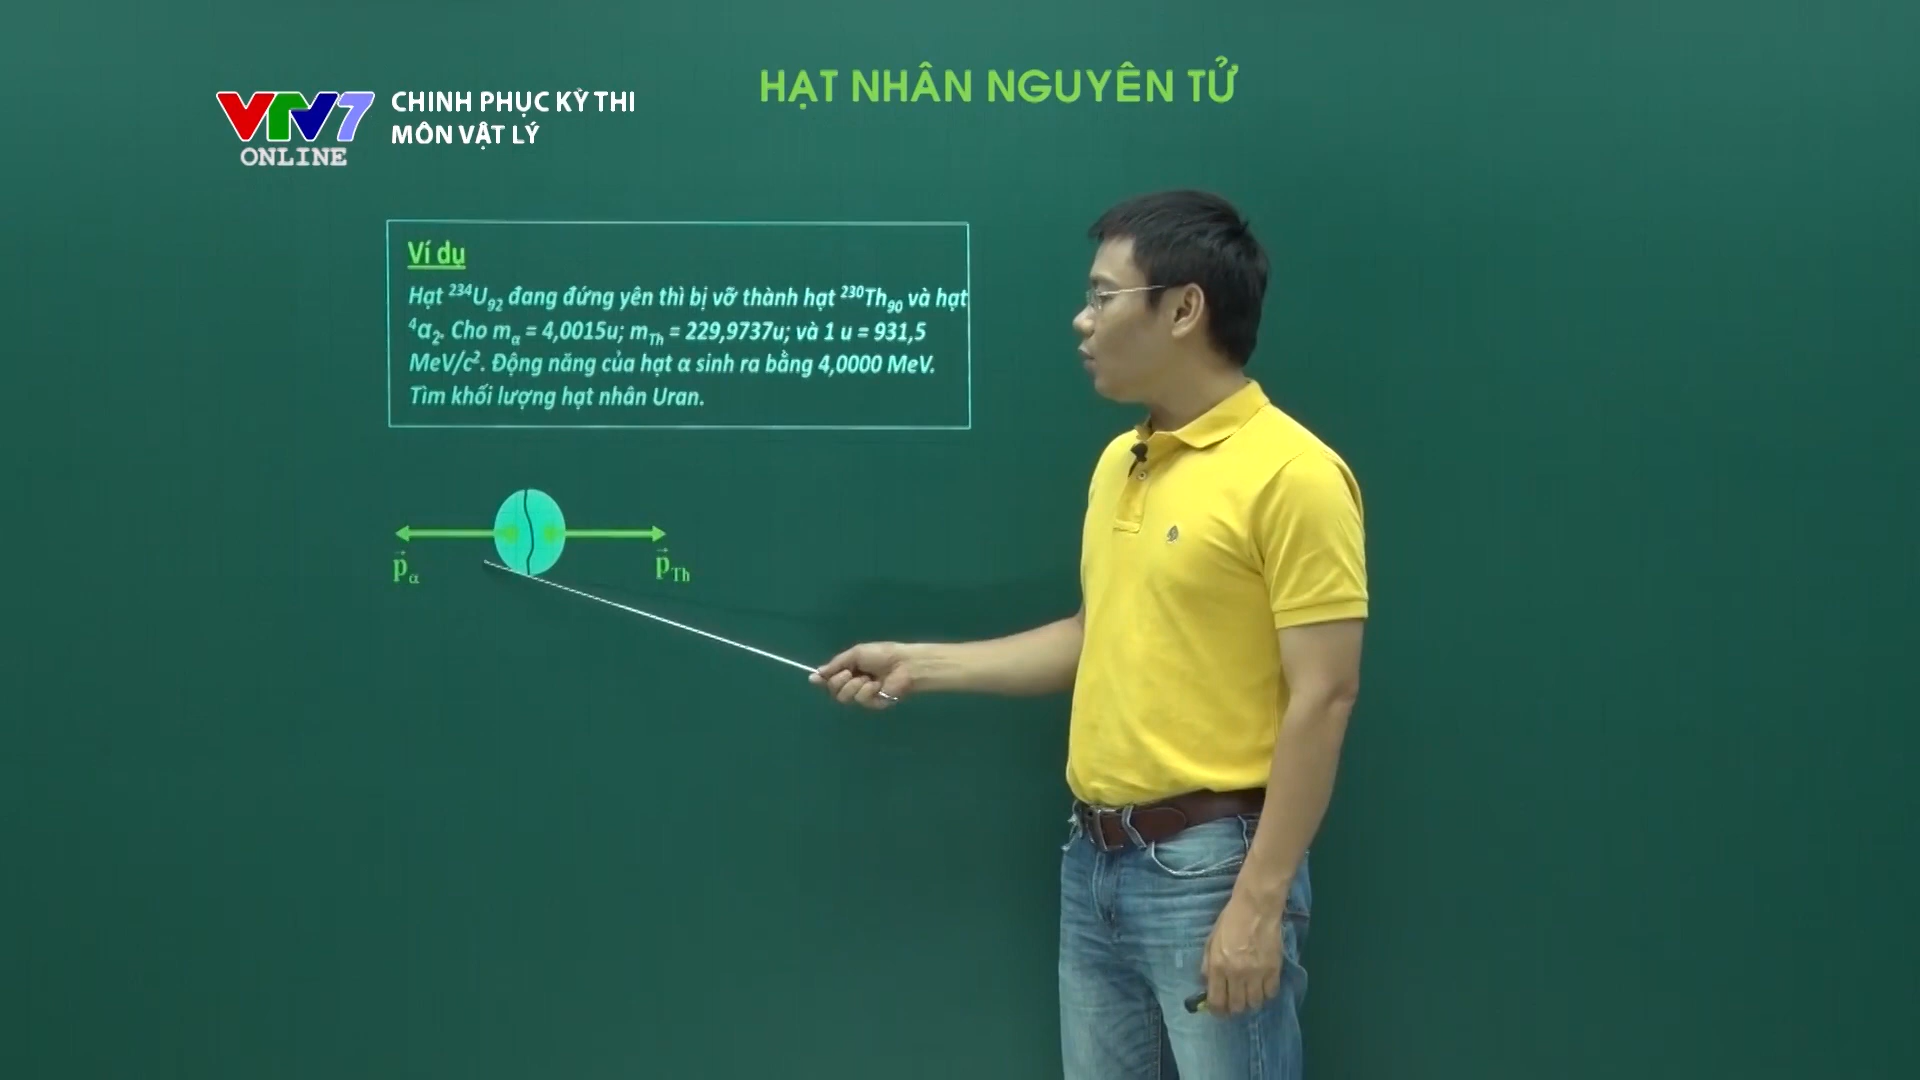 VTV7
ONLINE
CHINH PHỤC KỲ THI
MÔN VẬT LÝ
HẠT NHÂN NGUYÊN TỬ
Ví dụ
Hạt ²³⁴U₉₂ đang đứng yên thì bị vỡ thành hạt ²³⁰Th₉₀ và hạt
⁴α₂. Cho mα = 4,0015u; mTh = 229,9737u; và 1 u = 931,5
MeV/c². Động năng của hạt α sinh ra bằng 4,0000 MeV.
Tìm khối lượng hạt nhân Uran.
p⃗α
p⃗Th